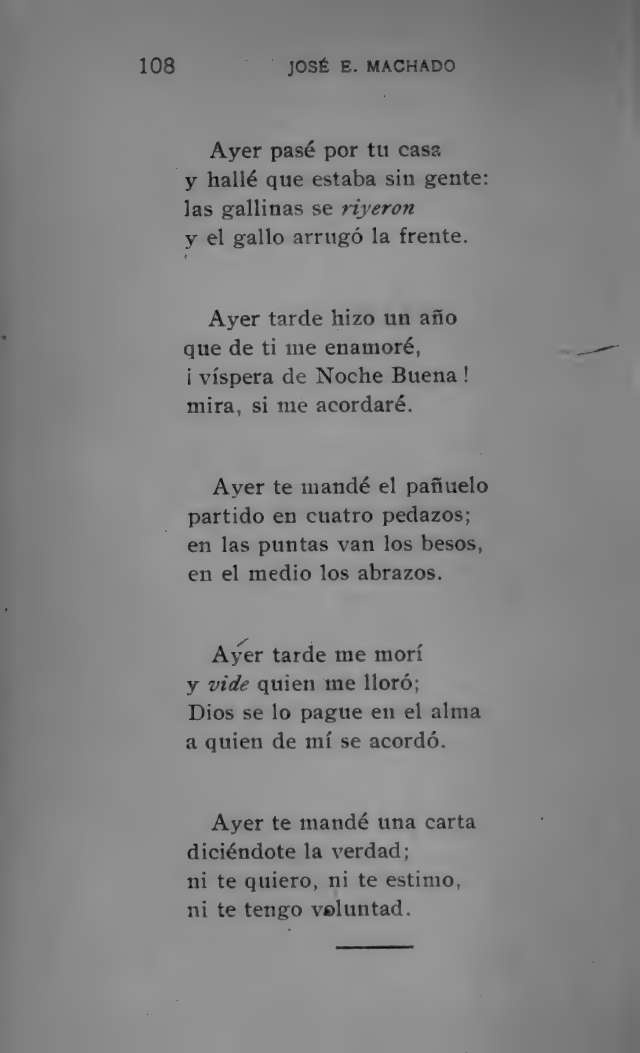 108 JOSÉ E. MACHADO
Ayer pasé por tu casa
y hallé que estaba sin gente:
las gallinas se riyeron
y el gallo arrugó la frente.
Ayer tarde hizo un año
que de ti me enamoré,
¡ víspera de Noche Buena !
mira, si me acordaré.
Ayer te mandé el pañuelo
partido en cuatro pedazos;
en las puntas van los besos,
en el medio los abrazos.
Ayer tarde me morí
y vide quien me lloró;
Dios se lo pague en el alma
a quien de mí se acordó.
Ayer te mandé una carta
diciéndote la verdad;
ni te quiero, ni te estimo,
ni te tengo voluntad.